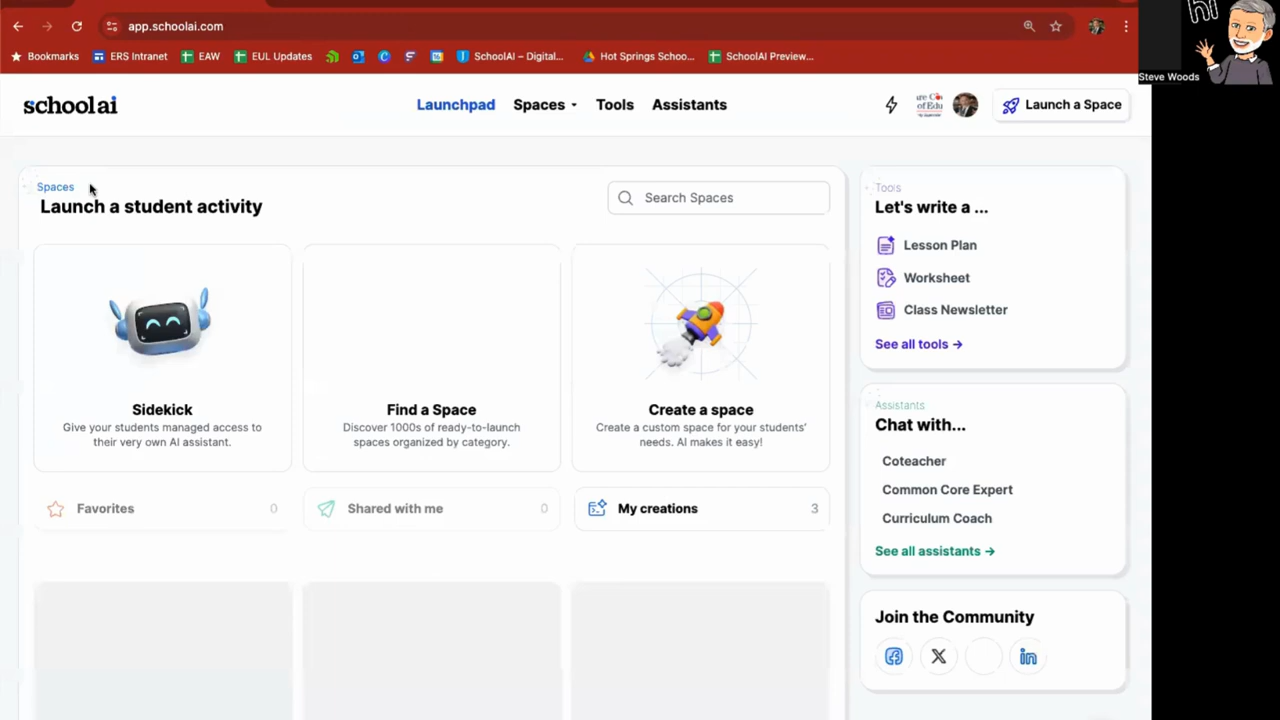 app.schoolai.com
Bookmarks
ERS Intranet
EAW
EUL Updates
SchoolAI – Digital...
Hot Springs Schoo...
SchoolAI Preview...
hi
Steve Woods
schoolai
Launchpad
Spaces
Tools
Assistants
Launch a Space
Spaces
Launch a student activity
Search Spaces
Sidekick
Give your students managed access to
their very own AI assistant.
Find a Space
Discover 1000s of ready-to-launch
spaces organized by category.
Create a space
Create a custom space for your students'
needs. AI makes it easy!
Favorites
0
Shared with me
0
My creations
3
Tools
Let's write a ...
Lesson Plan
Worksheet
Class Newsletter
See all tools →
Assistants
Chat with...
Coteacher
Common Core Expert
Curriculum Coach
See all assistants →
Join the Community